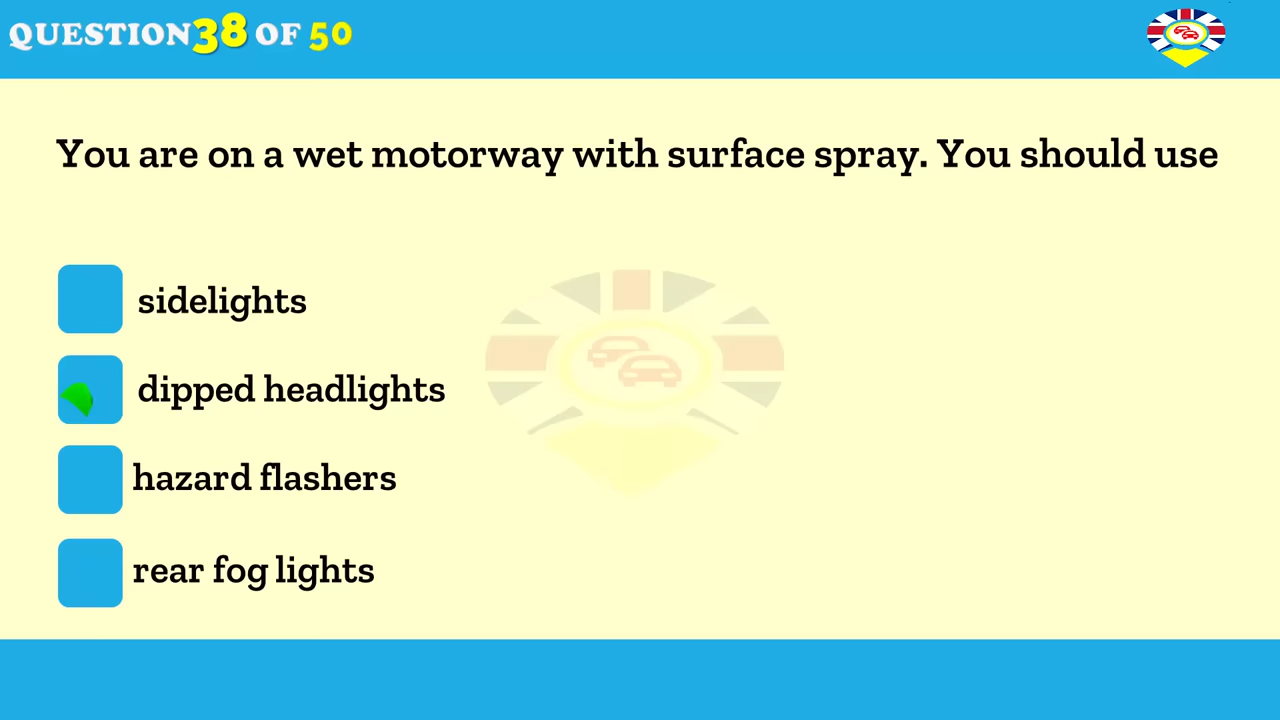 QUESTION 38 OF 50
You are on a wet motorway with surface spray. You should use
sidelights
dipped headlights
hazard flashers
rear fog lights